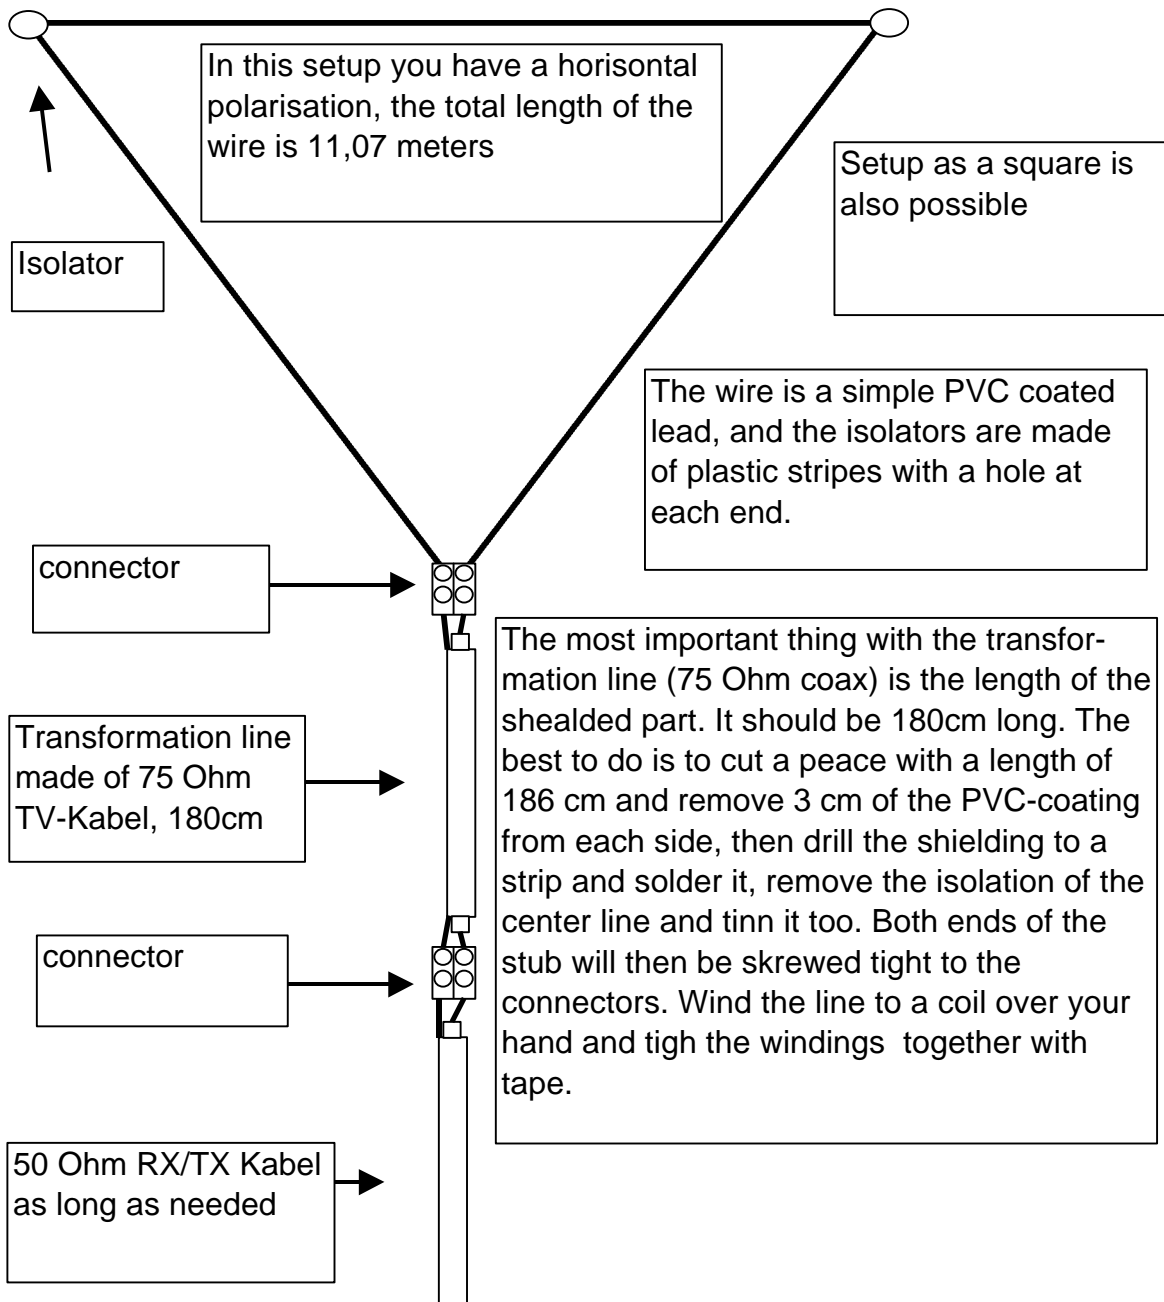 In this setup you have a horisontal
polarisation, the total length of the
wire is 11,07 meters
Setup as a square is
also possible
Isolator
The wire is a simple PVC coated
lead, and the isolators are made
of plastic stripes with a hole at
each end.
connector
The most important thing with the transfor-
mation line (75 Ohm coax) is the length of the
shealded part. It should be 180cm long. The
best to do is to cut a peace with a length of
186 cm and remove 3 cm of the PVC-coating
from each side, then drill the shielding to a
strip and solder it, remove the isolation of the
center line and tinn it too. Both ends of the
stub will then be skrewed tight to the
connectors. Wind the line to a coil over your
hand and tigh the windings  together with
tape.
Transformation line
made of 75 Ohm
TV-Kabel, 180cm
connector
50 Ohm RX/TX Kabel
as long as needed